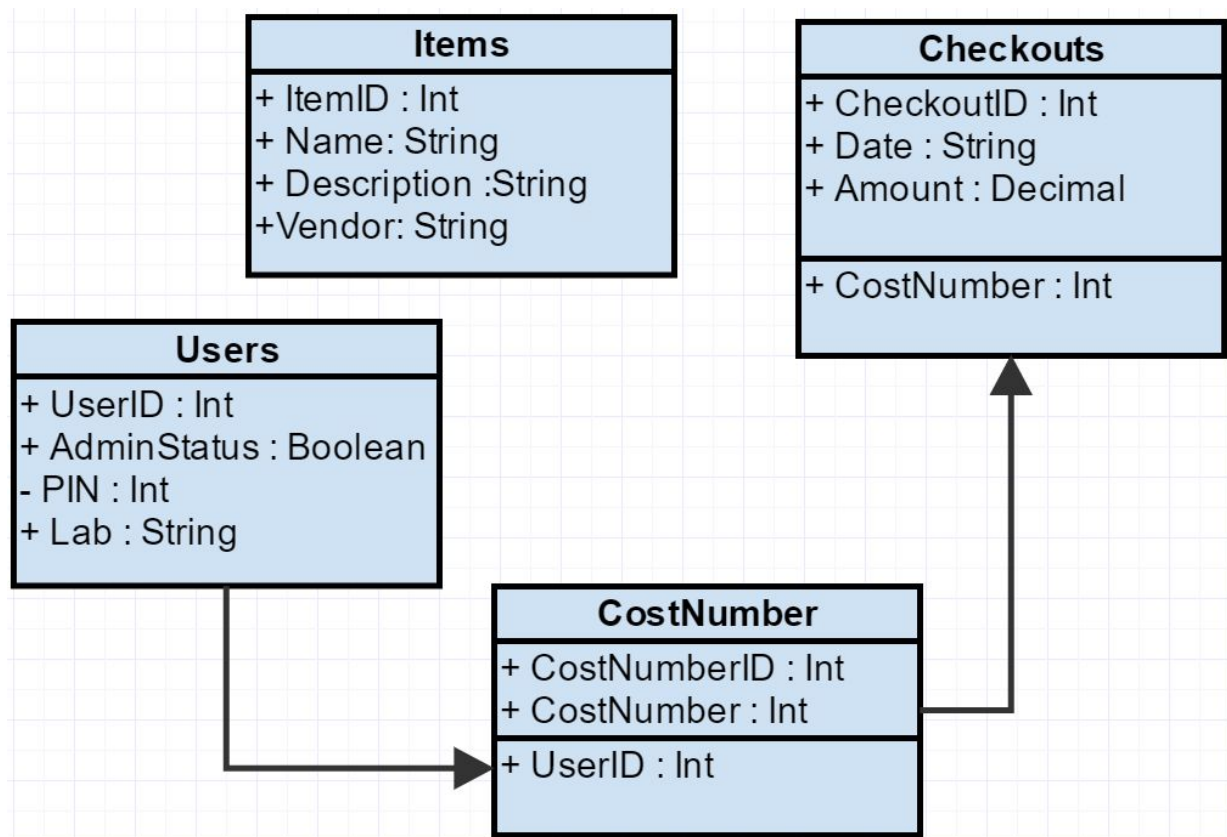 Items
+ ItemID : Int
+ Name: String
+ Description :String
+Vendor: String
Checkouts
+ CheckoutID : Int
+ Date : String
+ Amount : Decimal
+ CostNumber : Int
Users
+ UserID : Int
+ AdminStatus : Boolean
- PIN : Int
+ Lab : String
CostNumber
+ CostNumberID : Int
+ CostNumber : Int
+ UserID : Int